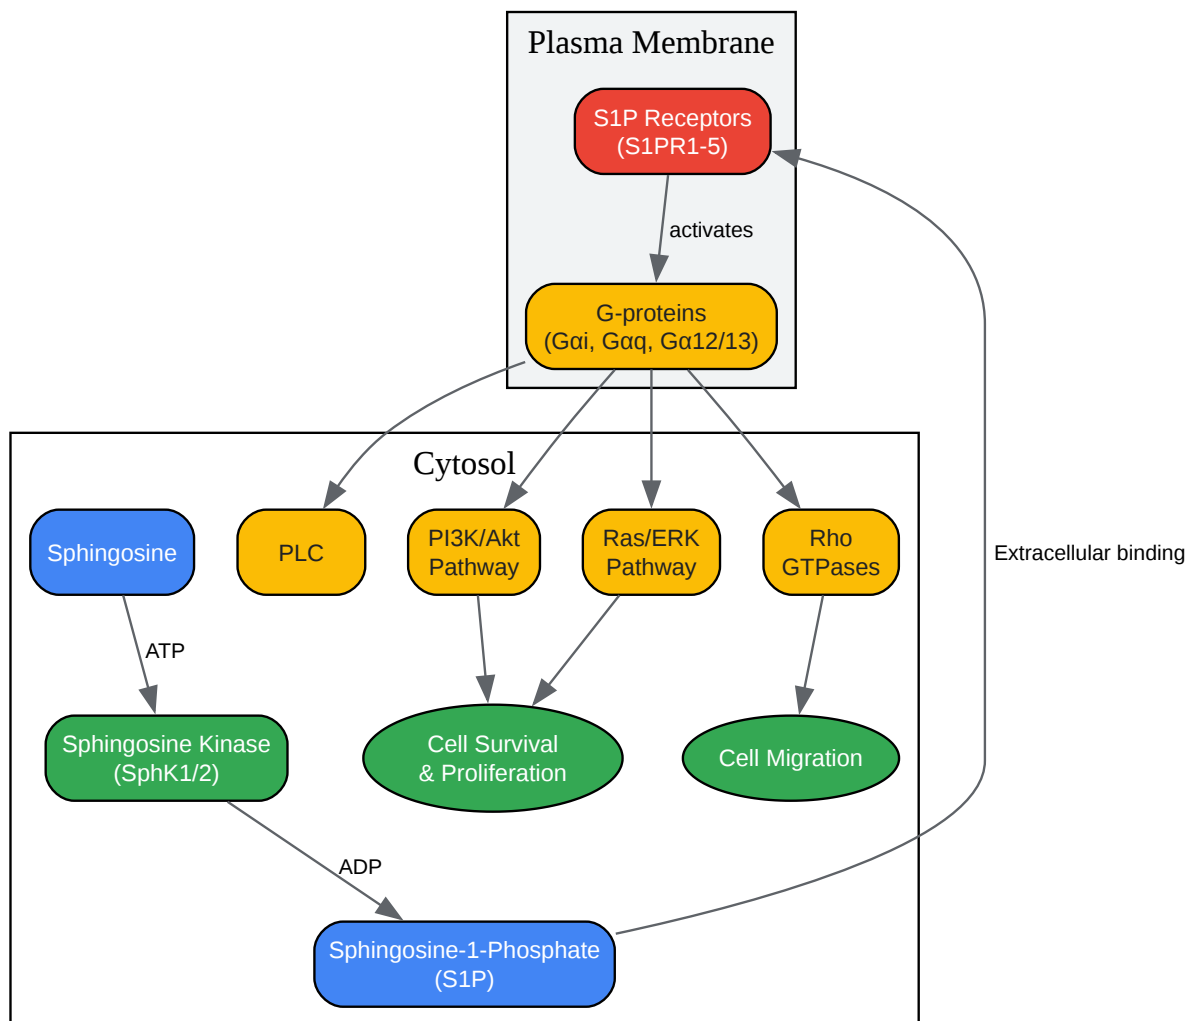 Plasma Membrane
S1P Receptors
(S1PR1-5)
activates
G-proteins
(Gαi, Gαq, Gα12/13)
Cytosol
Sphingosine
PLC
PI3K/Akt
Pathway
Ras/ERK
Pathway
Rho
GTPases
Extracellular binding
ATP
Sphingosine Kinase
(SphK1/2)
Cell Survival
& Proliferation
Cell Migration
ADP
Sphingosine-1-Phosphate
(S1P)